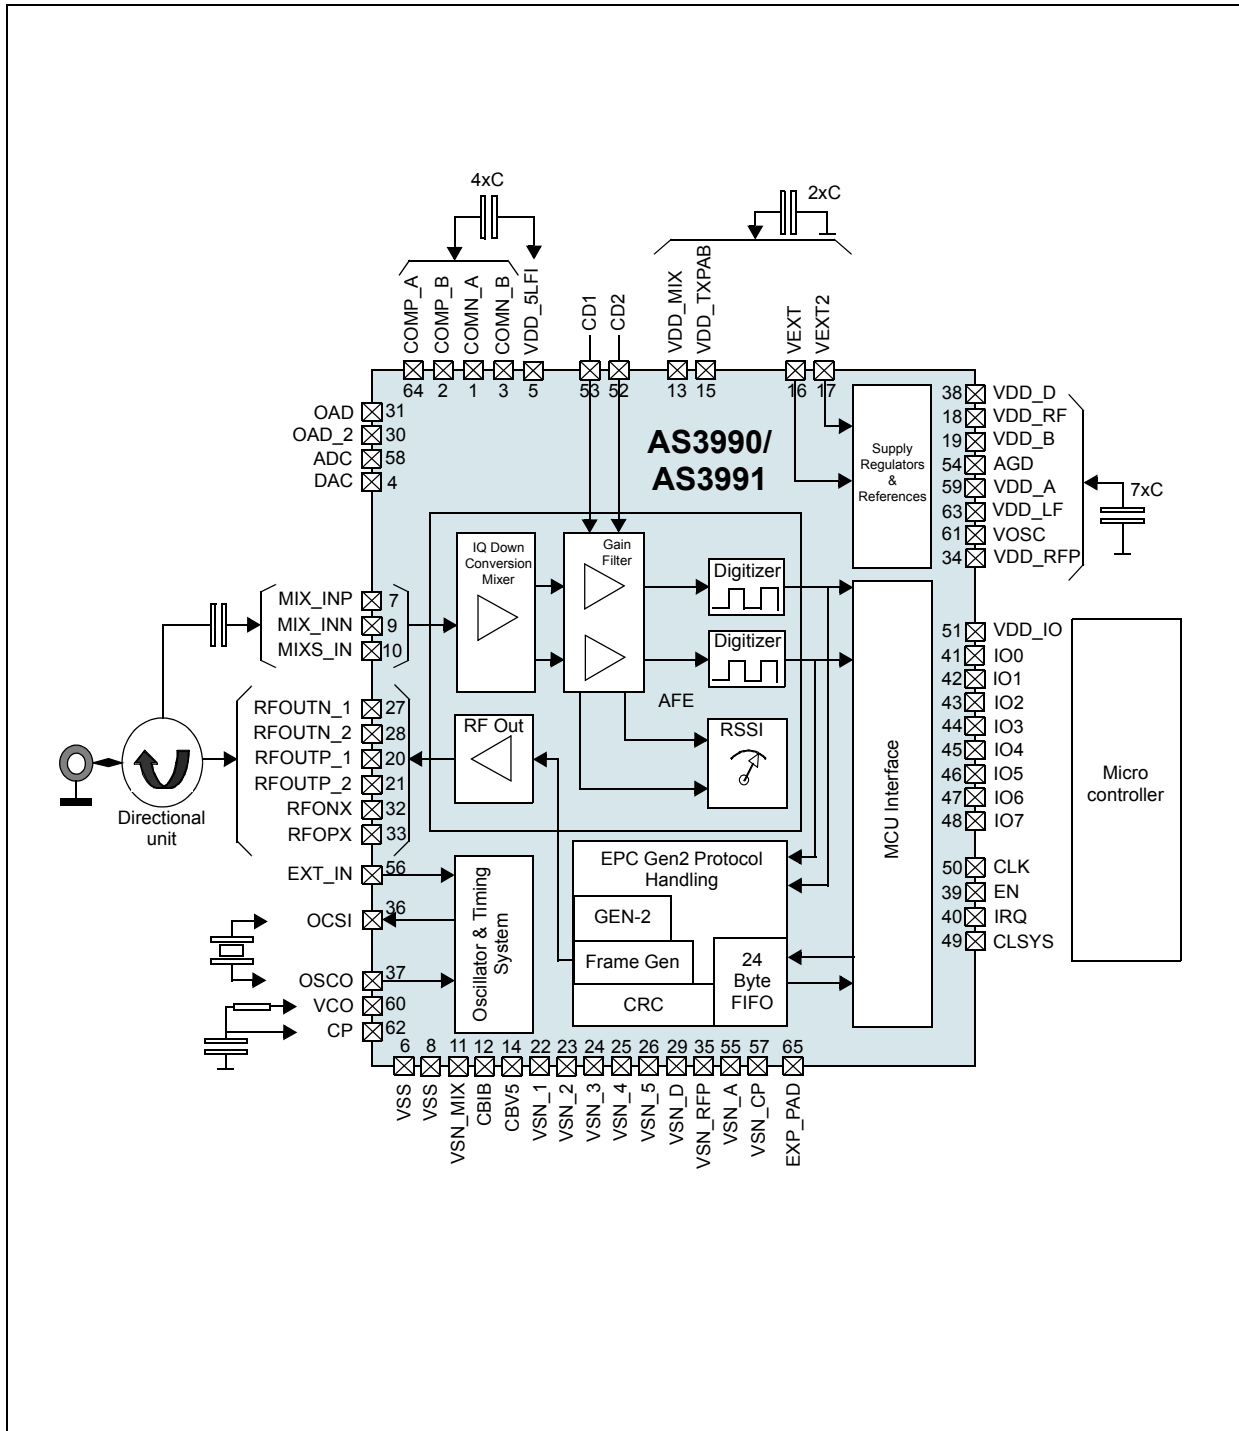 4xC
2xC
COMP_A
COMP_B
COMN_A
COMN_B
VDD_5LFI
CD1
CD2
VDD_MIX
VDD_TXPAB
VEXT
VEXT2
64
2
1
3
5
53
52
13
15
16
17
OAD 31
OAD_2 30
ADC 58
DAC 4
AS3990/
AS3991
Supply
Regulators
&
References
38 VDD_D
18 VDD_RF
19 VDD_B
54 AGD
59 VDD_A
63 VDD_LF
61 VOSC
34 VDD_RFP
7xC
IQ Down
Conversion
Mixer
Gain
Filter
Digitizer
Digitizer
AFE
RSSI
RF Out
MIX_INP 7
MIX_INN 9
MIXS_IN 10
RFOUTN_1 27
RFOUTN_2 28
RFOUTP_1 20
RFOUTP_2 21
RFONX 32
RFOPX 33
Directional
unit
EXT_IN 56
OCSI 36
OSCO 37
VCO 60
CP 62
Oscillator & Timing
System
EPC Gen2 Protocol
Handling
GEN-2
Frame Gen
CRC
24
Byte
FIFO
MCU Interface
51 VDD_IO
41 IO0
42 IO1
43 IO2
44 IO3
45 IO4
46 IO5
47 IO6
48 IO7
50 CLK
39 EN
40 IRQ
49 CLSYS
Micro
controller
6
8
11
12
14
22
23
24
25
26
29
35
55
57
65
VSS
VSS
VSN_MIX
CBIB
CBV5
VSN_1
VSN_2
VSN_3
VSN_4
VSN_5
VSN_D
VSN_RFP
VSN_A
VSN_CP
EXP_PAD